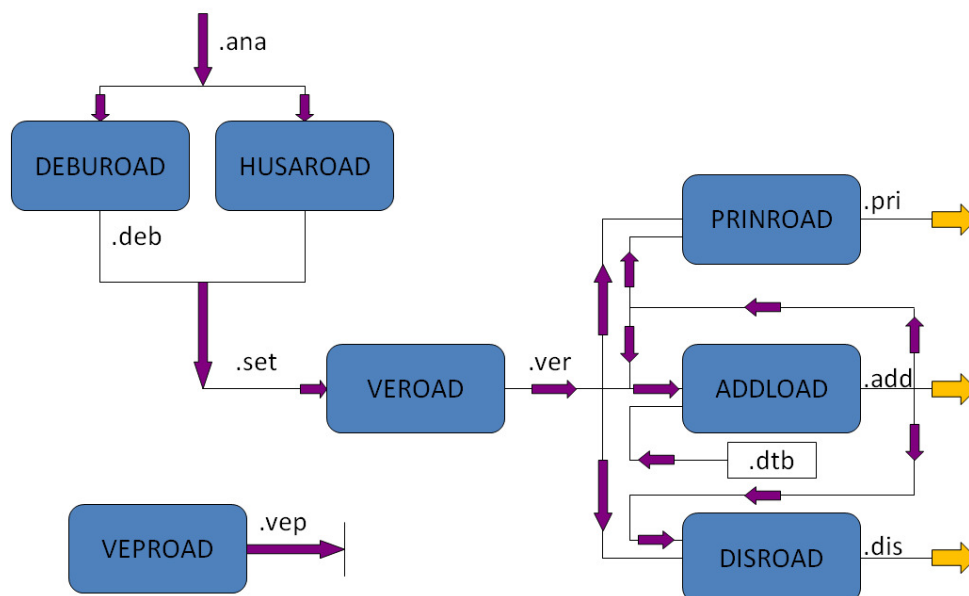 .ana
DEBUROAD
HUSAROAD
.deb
PRINROAD
.pri
.set
VEROAD
.ver
ADDLOAD
.add
.dtb
VEPROAD
.vep
DISROAD
.dis